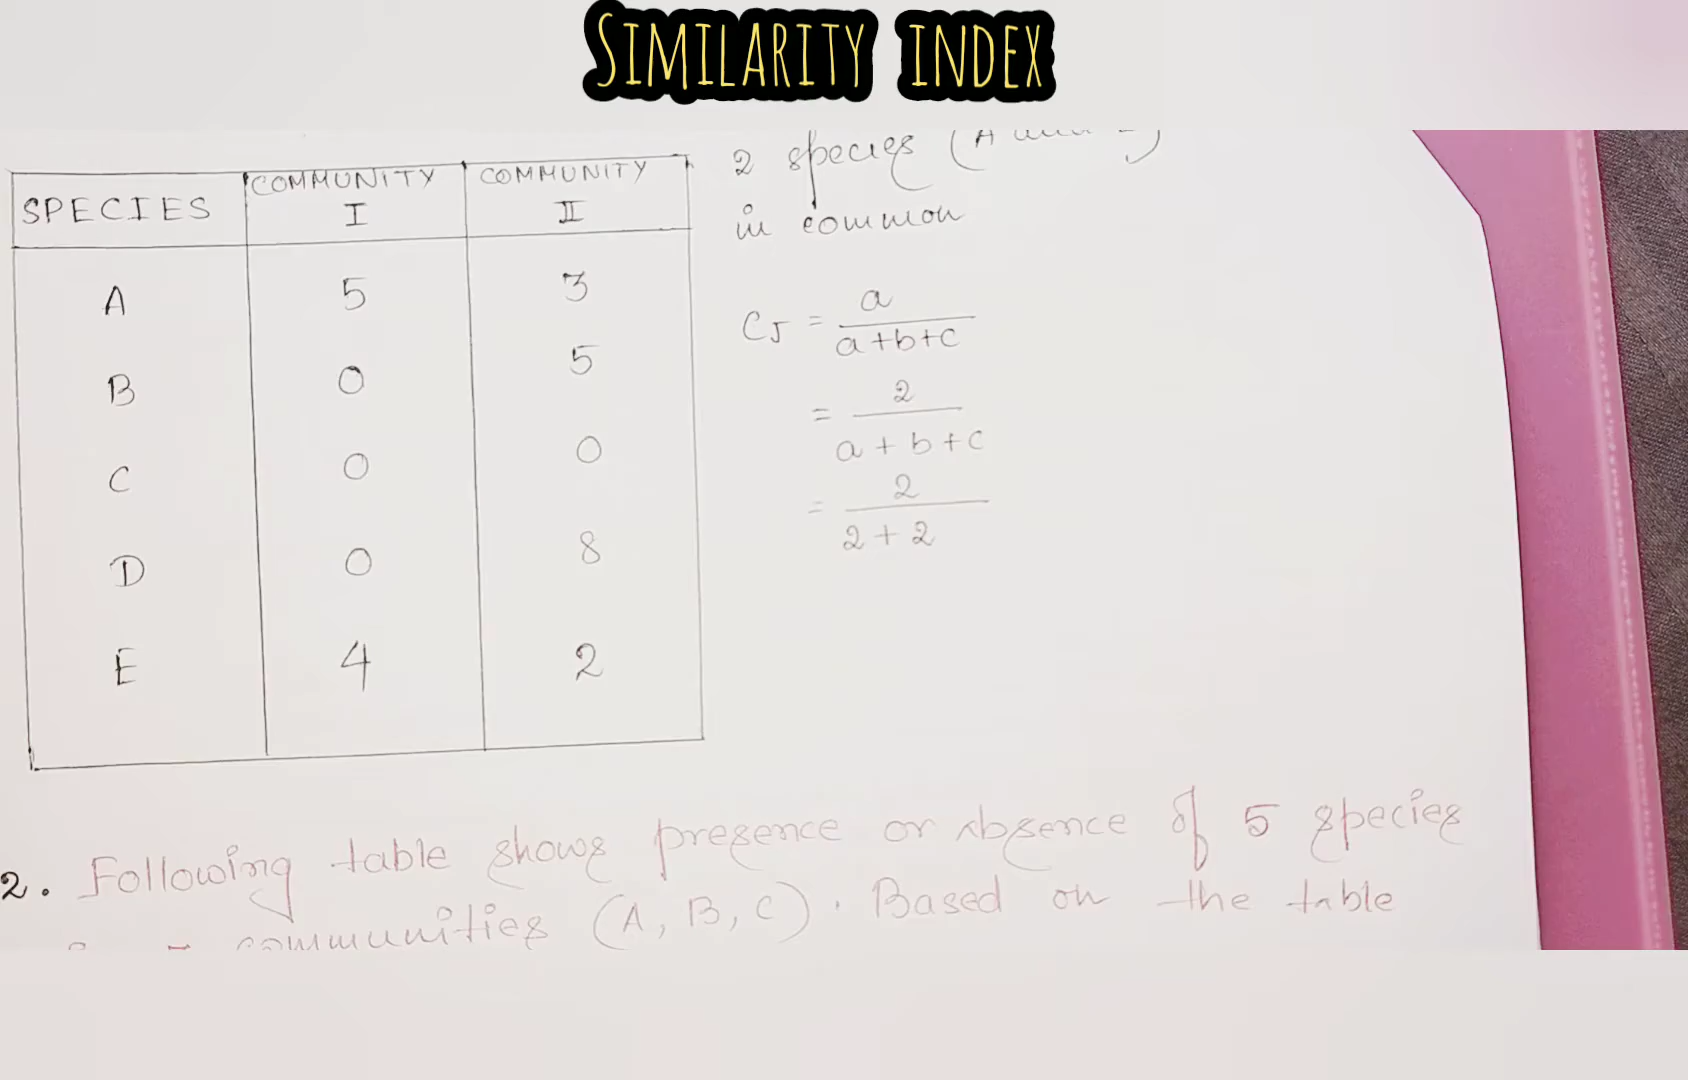 SIMILARITY INDEX
2 species (A
in common
SPECIES COMMUNITY I COMMUNITY II
A 5 3
B 0 5
C 0 0
D 0 8
E 4 2
CJ = a / a+b+c
= 2 / a+b+c
= 2 / 2+2
2. Following table shows presence or absence of 5 species
communities (A, B, C). Based on the table